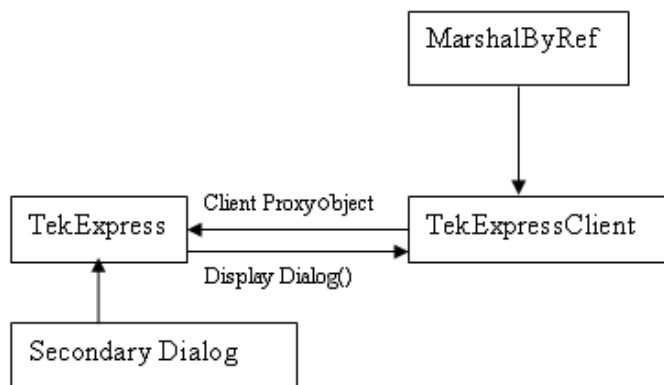 MarshalByRef
Client ProxyObject
TekExpress
TekExpressClient
Display Dialog()
Secondary Dialog